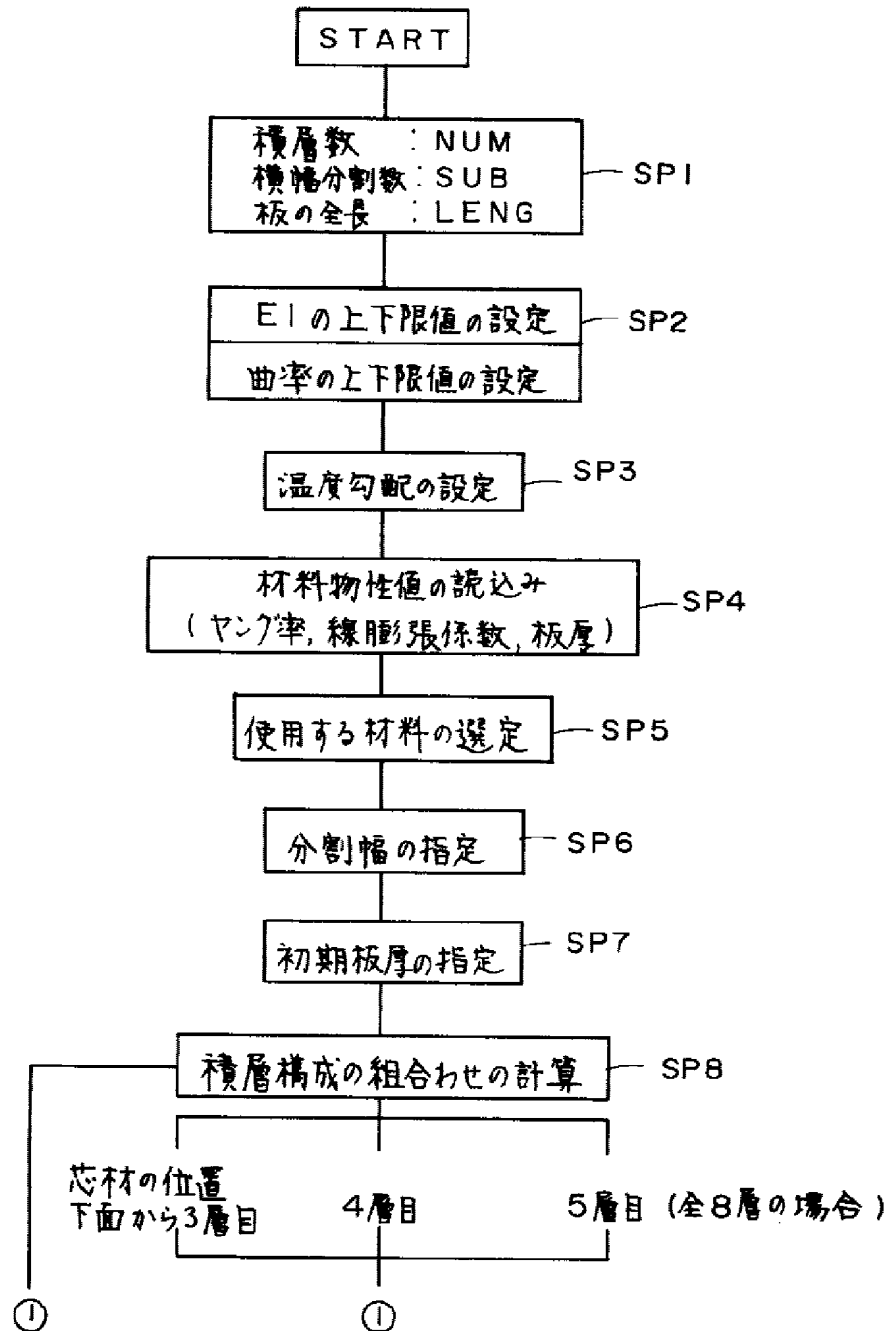 START
積層数 : NUM
横幅分割数 : SUB
板の全長 : LENG
SP1
EIの上下限値の設定
SP2
曲率の上下限値の設定
温度勾配の設定
SP3
材料物性値の読込み
(ヤング率, 線膨張係数, 板厚)
SP4
使用する材料の選定
SP5
分割幅の指定
SP6
初期板厚の指定
SP7
積層構成の組合わせの計算
SP8
芯材の位置
下面から3層目
4層目
5層目 (全8層の場合)
①
①